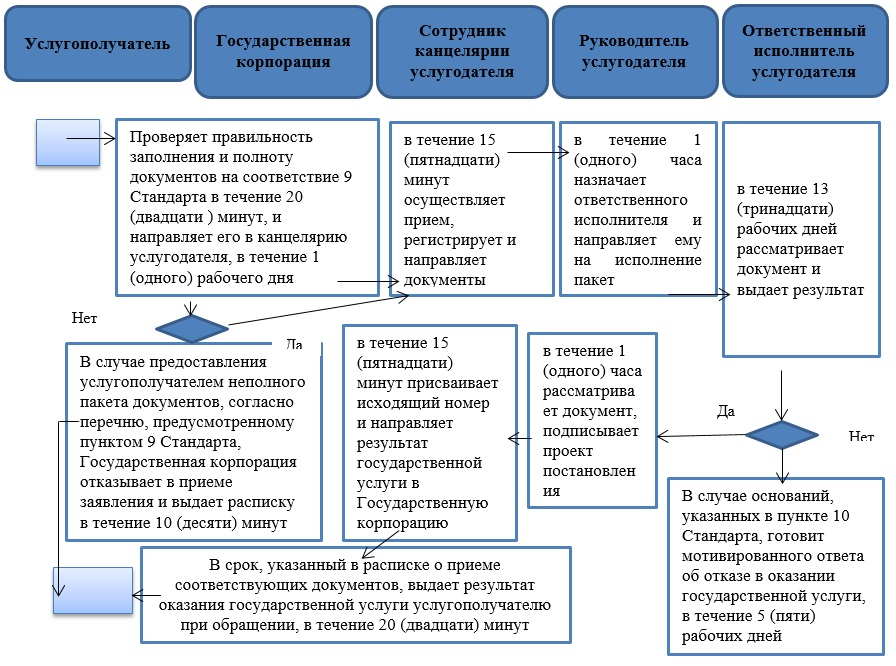 Услугополучатель
Государственная
корпорация
Сотрудник
канцелярии
услугодателя
Руководитель
услугодателя
Ответственный
исполнитель
услугодателя
Проверяет правильность
заполнения и полноту
документов на соответствие 9
Стандарта в течение 20
(двадцати ) минут, и
направляет его в канцелярию
услугодателя, в течение 1
(одного) рабочего дня
в течение 15
(пятнадцати)
минут
осуществляет
прием,
регистрирует и
направляет
документы
в течение 1
(одного) часа
назначает
ответственного
исполнителя и
направляет ему
на исполнение
пакет
в течение 13
(тринадцати)
рабочих дней
рассматривает
документ и
выдает результат
Нет
Да
В случае предоставления
услугополучателем неполного
пакета документов, согласно
перечню, предусмотренному
пунктом 9 Стандарта,
Государственная корпорация
отказывает в приеме
заявления и выдает расписку
в течение 10 (десяти) минут
в течение 15
(пятнадцати)
минут присваивает
исходящий номер
и направляет
результат
государственной
услуги в
Государственную
корпорацию
в течение 1
(одного) часа
рассматрива
ет документ,
подписывает
проект
постановлен
ия
Да
Нет
В случае оснований,
указанных в пункте 10
Стандарта, готовит
мотивированного ответа
об отказе в оказании
государственной услуги,
в течение 5 (пяти)
рабочих дней
В срок, указанный в расписке о приеме
соответствующих документов, выдает результат
оказания государственной услуги услугополучателю
при обращении, в течение 20 (двадцати) минут